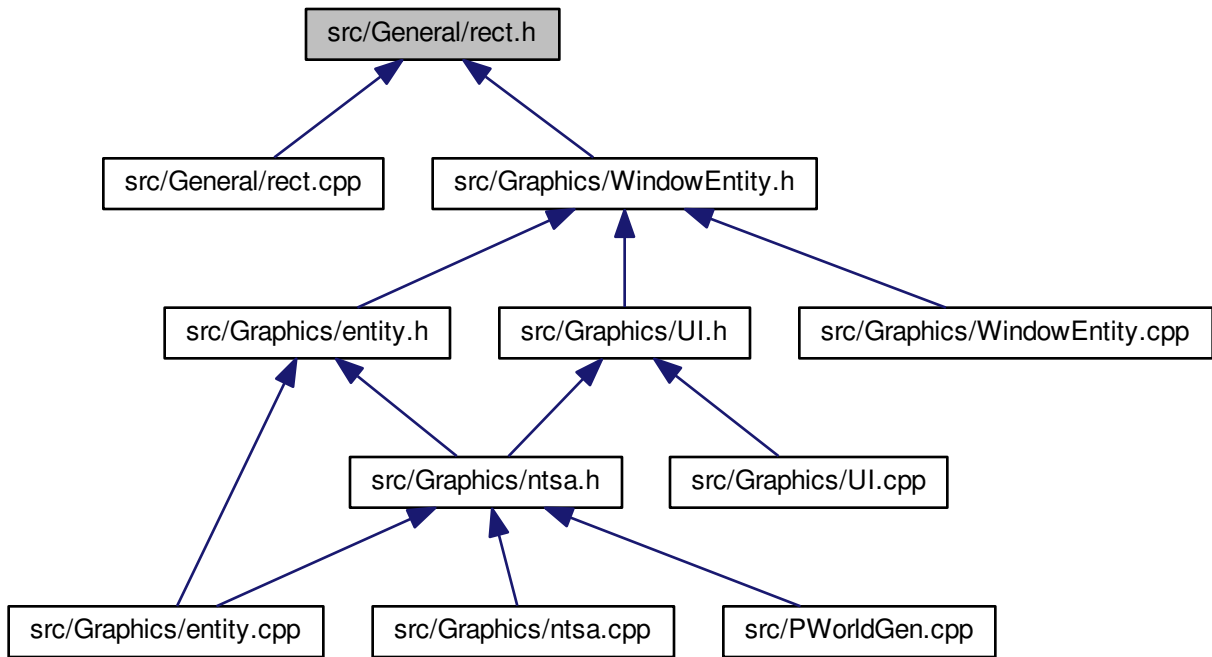 src/General/rect.h
src/General/rect.cpp
src/Graphics/WindowEntity.h
src/Graphics/entity.h
src/Graphics/UI.h
src/Graphics/WindowEntity.cpp
src/Graphics/ntsa.h
src/Graphics/UI.cpp
src/Graphics/entity.cpp
src/Graphics/ntsa.cpp
src/PWorldGen.cpp